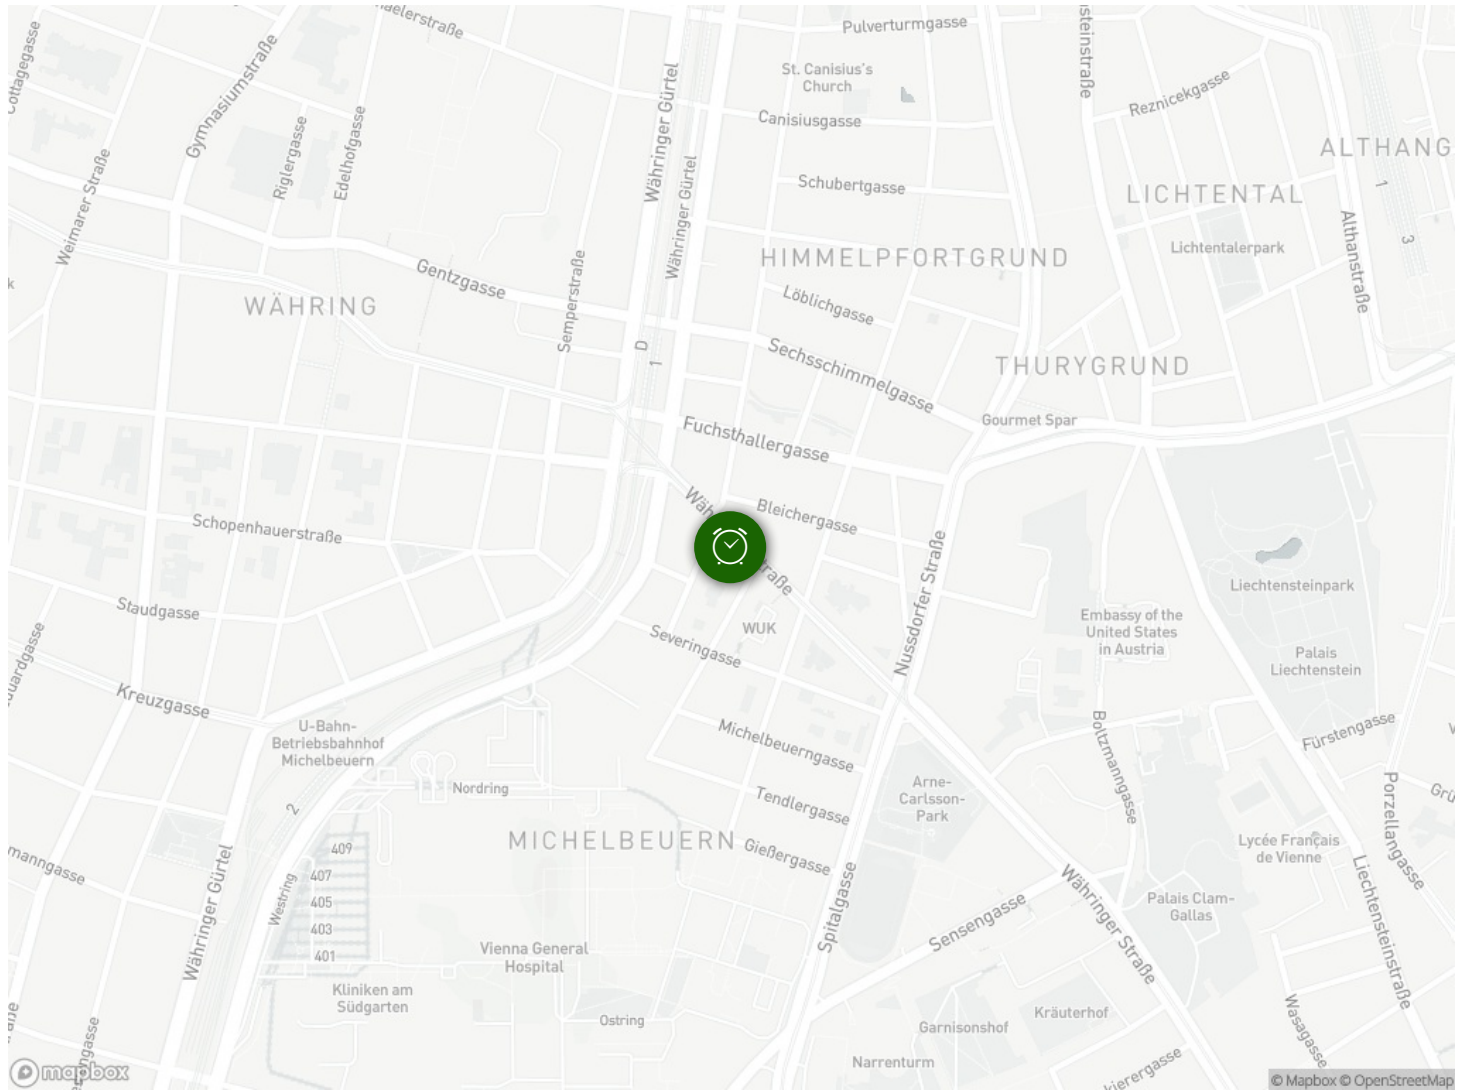 Pulverturmgasse
St. Canisius's
Church
Cottagegasse
Gymnasiumstraße
Reznicekgasse
Canisiusgasse
Währinger Gürtel
Riglergasse
Edelhofgasse
ALTHANG
Schubertgasse
1
LICHTENTAL
Weimarer Straße
Währinger Gürtel
Lichtentalerpark
3
HIMMELPFORTGRUND
Althanstraße
Gentzgasse
WÄHRING
Semperstraße
Löblichgasse
D
1
Sechsschimmelgasse
THURYGRUND
Gourmet Spar
Fuchsthallergasse
Bleichergasse
Schopenhauerstraße
Nussdorfer Straße
Liechtensteinpark
Staudgasse
WUK
Embassy of the
United States
in Austria
Severingasse
Palais
Liechtenstein
Kreuzgasse
U-Bahn-
Betriebsbahnhof
Michelbeuern
Michelbeuerngasse
Boltzmanngasse
Fürstengasse
Nordring
2
Arne-
Carlsson-
Park
Tendlergasse
Porzellangasse
MICHELBEUERN
Gießergasse
Lycée Français
de Vienne
409
407
405
403
401
Westring
Währinger Gürtel
Spitalgasse
Sensengasse
Währinger Straße
Palais Clam-
Gallas
Liechtensteinstraße
Vienna General
Hospital
Kliniken am
Südgarten
Ostring
Garnisonshof
Kräuterhof
Wasagasse
Narrenturm
mapbox
© Mapbox © OpenStreetMap